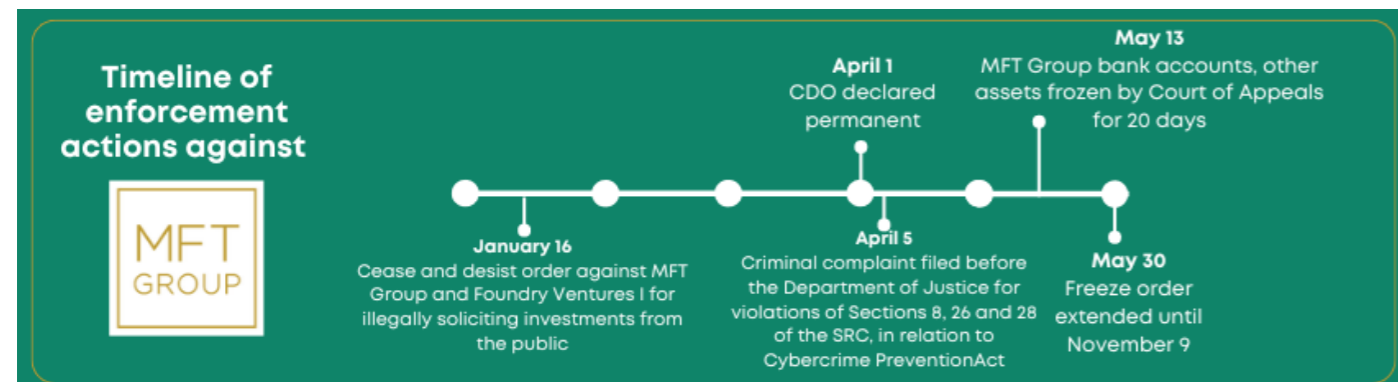 Timeline of
enforcement
actions against
MFT
GROUP
January 16
Cease and desist order against MFT
Group and Foundry Ventures I for
illegally soliciting investments from
the public
April 1
CDO declared
permanent
April 5
Criminal complaint filed before
the Department of Justice for
violations of Sections 8, 26 and 28
of the SRC, in relation to
Cybercrime PreventionAct
May 13
MFT Group bank accounts, other
assets frozen by Court of Appeals
for 20 days
May 30
Freeze order
extended until
November 9